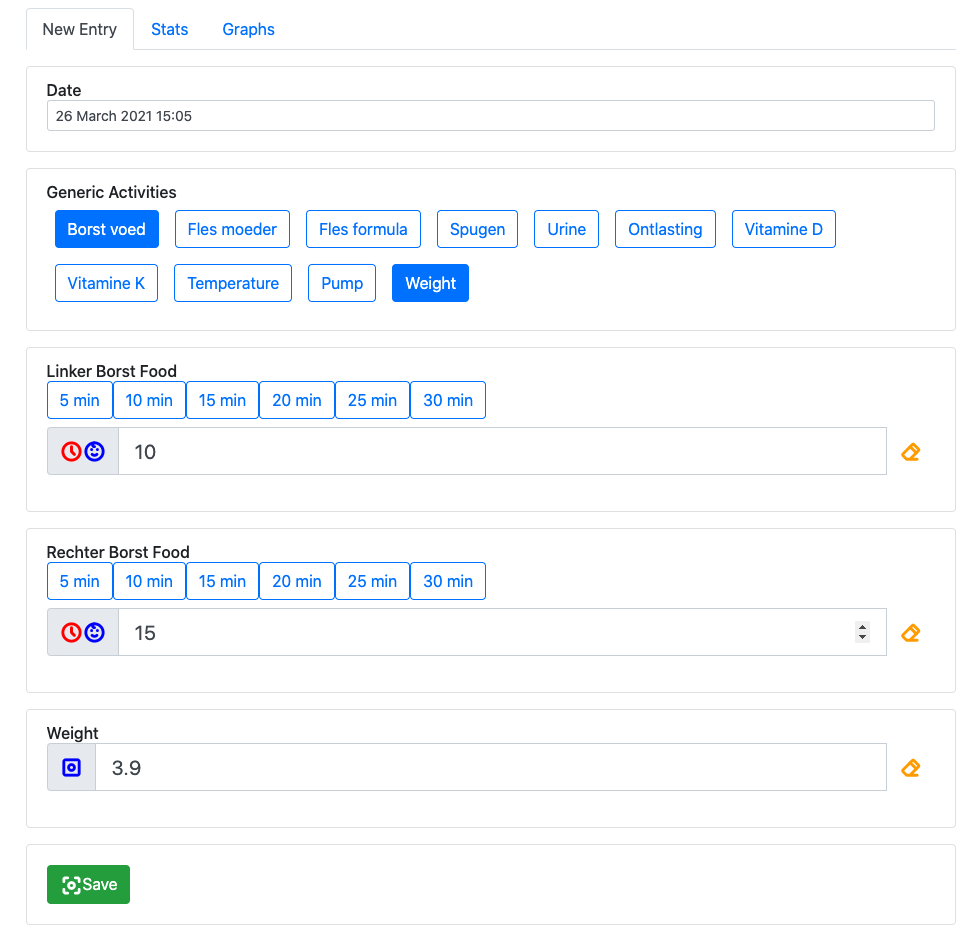 New Entry Stats Graphs
Date
26 March 2021 15:05
Generic Activities
Borst voed Fles moeder Fles formula Spugen Urine Ontlasting Vitamine D
Vitamine K Temperature Pump Weight
Linker Borst Food
5 min 10 min 15 min 20 min 25 min 30 min
10
Rechter Borst Food
5 min 10 min 15 min 20 min 25 min 30 min
15
Weight
3.9
Save